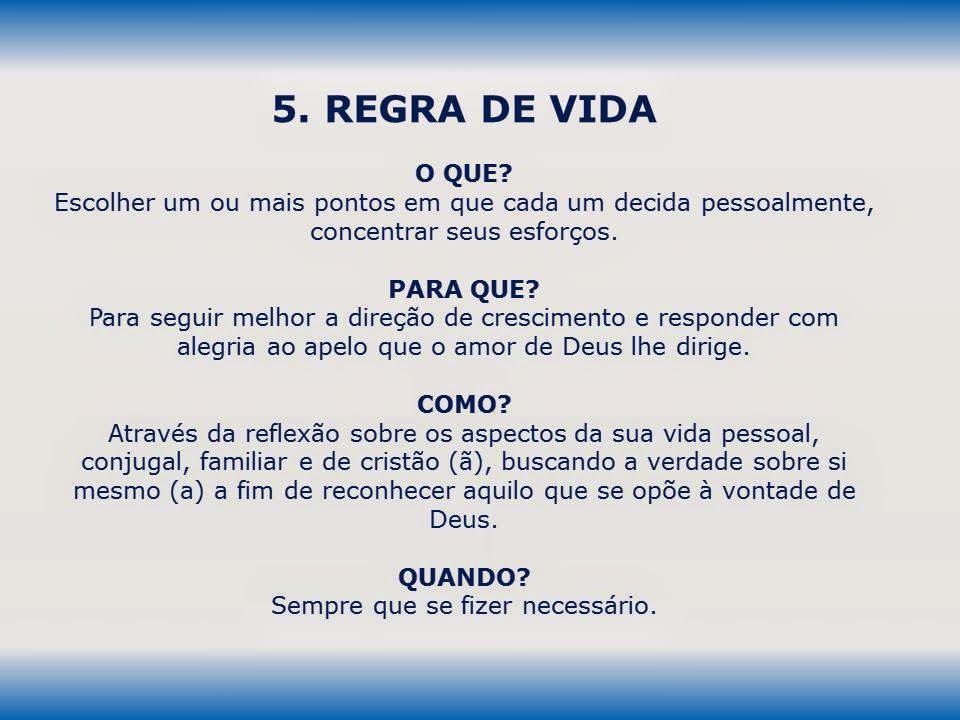 5. REGRA DE VIDA
O QUE?
Escolher um ou mais pontos em que cada um decida pessoalmente,
concentrar seus esforços.
PARA QUE?
Para seguir melhor a direção de crescimento e responder com
alegria ao apelo que o amor de Deus lhe dirige.
COMO?
Através da reflexão sobre os aspectos da sua vida pessoal,
conjugal, familiar e de cristão (ã), buscando a verdade sobre si
mesmo (a) a fim de reconhecer aquilo que se opõe à vontade de
Deus.
QUANDO?
Sempre que se fizer necessário.